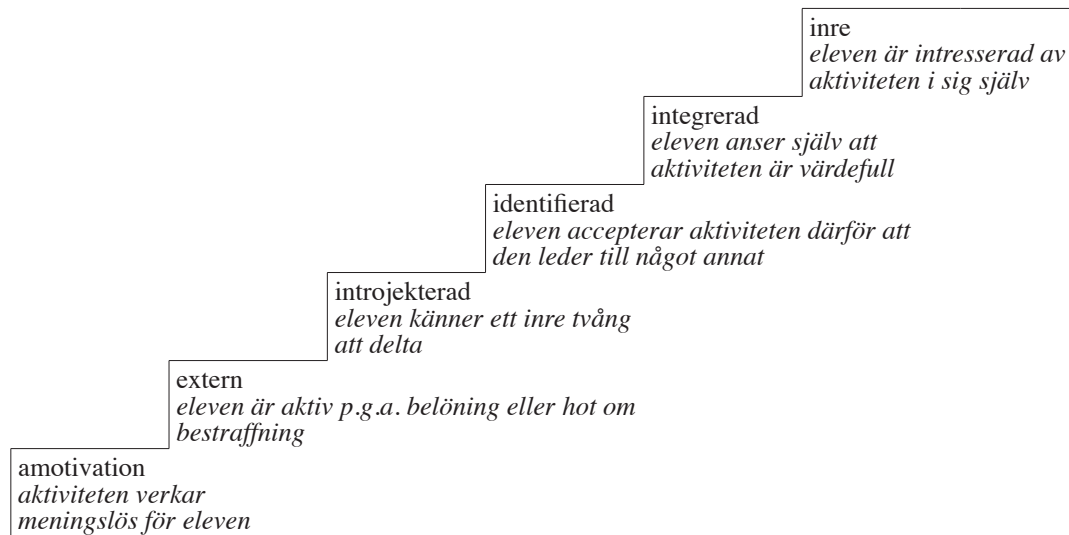 inre
eleven är intresserad av
aktiviteten i sig själv
integrerad
eleven anser själv att
aktiviteten är värdefull
identifierad
eleven accepterar aktiviteten därför att
den leder till något annat
introjekterad
eleven känner ett inre tvång
att delta
extern
eleven är aktiv p.g.a. belöning eller hot om
bestraffning
amotivation
aktiviteten verkar
meningslös för eleven